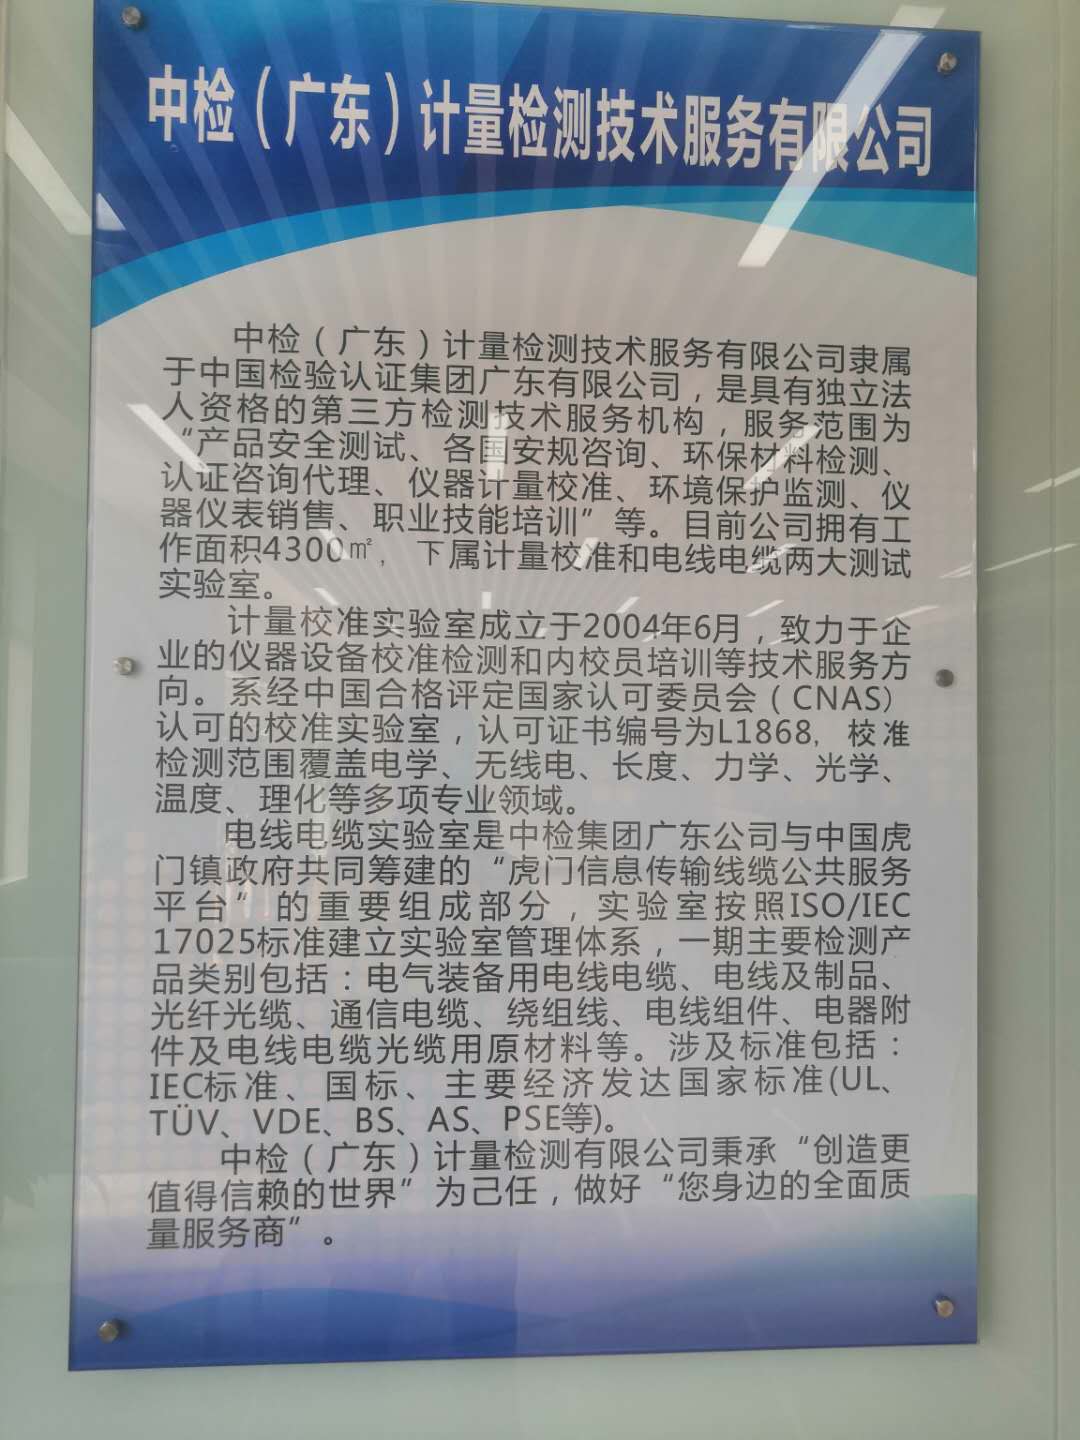 中检（广东）计量检测技术服务有限公司
中检（广东）计量检测技术服务有限公司隶属
于中国检验认证集团广东有限公司，是具有独立法
人资格的第三方检测技术服务机构，服务范围为
“产品安全测试、各国安规咨询、环保材料检测、
认证咨询代理、仪器计量校准、环境保护监测、仪
器仪表销售、职业技能培训”等。目前公司拥有工
作面积4300㎡，下属计量校准和电线电缆两大测试
实验室。
计量校准实验室成立于2004年6月，致力于企
业的仪器设备校准检测和内校员培训等技术服务方
向。系经中国合格评定国家认可委员会（CNAS）
认可的校准实验室，认可证书编号为L1868，校准
检测范围覆盖电学、无线电、长度、力学、光学、
温度、理化等多项专业领域。
电线电缆实验室是中检集团广东公司与中国虎
门镇政府共同筹建的“虎门信息传输线缆公共服务
平台”的重要组成部分，实验室按照ISO/IEC
17025标准建立实验室管理体系，一期主要检测产
品类别包括：电气装备用电线电缆、电线及制品、
光纤光缆、通信电缆、绕组线、电线组件、电器附
件及电线电缆光缆用原材料等。涉及标准包括：
IEC标准、国标、主要经济发达国家标准(UL、
TÜV、VDE、BS、AS、PSE等)。
中检（广东）计量检测有限公司秉承“创造更
值得信赖的世界”为己任，做好“您身边的全面质
量服务商”。